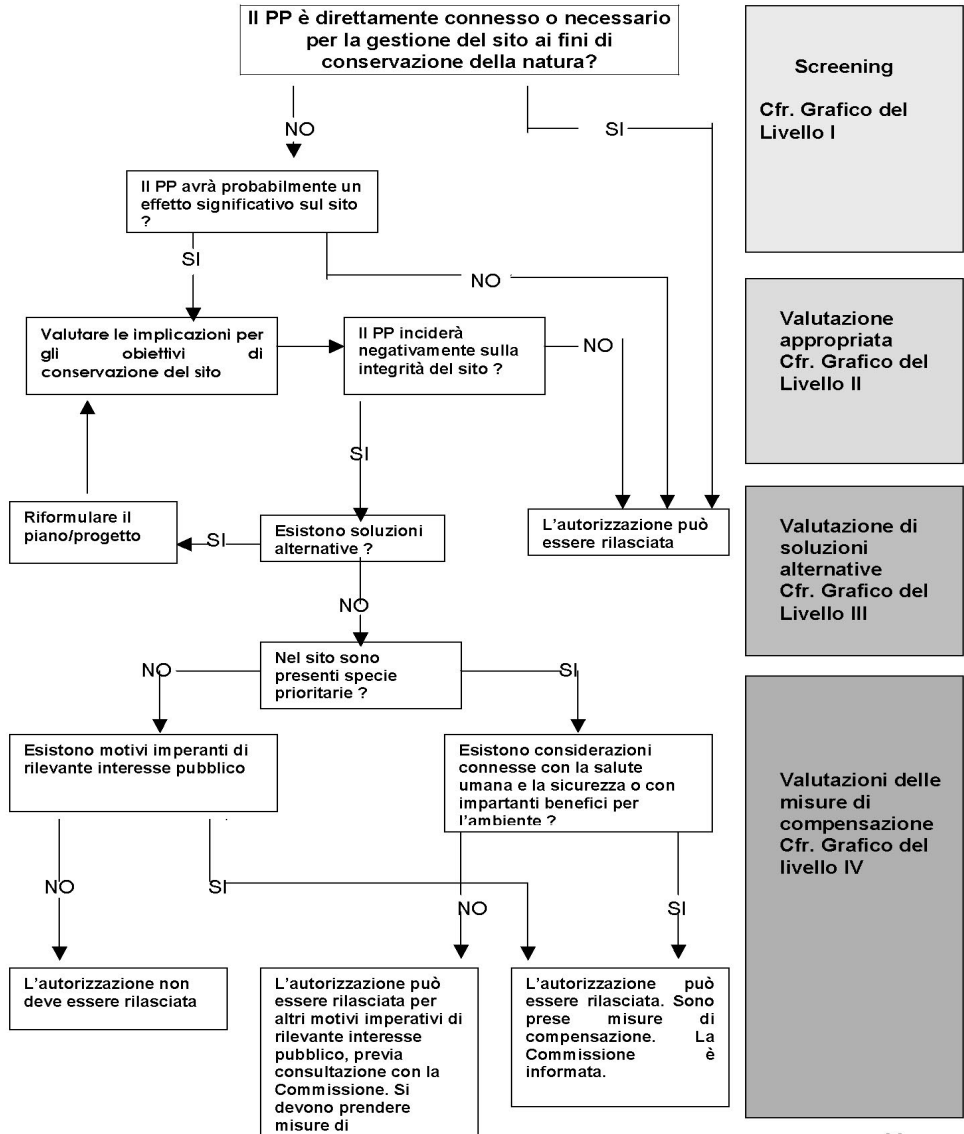 Il PP è direttamente connesso o necessario
per la gestione del sito ai fini di
conservazione della natura?
Screening
Cfr. Grafico del
Livello I
NO
SI
Il PP avrà probabilmente un
effetto significativo sul sito
?
SI
NO
Valutare le implicazioni per
gli obiettivi di
conservazione del sito
Il PP inciderà
negativamente sulla
integrità del sito ?
NO
Valutazione
appropriata
Cfr. Grafico del
Livello II
SI
Riformulare il
piano/progetto
SI
Esistono soluzioni
alternative ?
L'autorizzazione può
essere rilasciata
Valutazione di
soluzioni
alternative
Cfr. Grafico del
Livello III
NO
Nel sito sono
presenti specie
prioritarie ?
NO
SI
Esistono motivi imperanti di
rilevante interesse pubblico
Esistono considerazioni
connesse con la salute
umana e la sicurezza o con
impartanti benefici per
l'ambiente ?
Valutazioni delle
misure di
compensazione
Cfr. Grafico del
livello IV
NO
SI
NO
SI
L'autorizzazione non
deve essere rilasciata
L'autorizzazione può
essere rilasciata per
altri motivi imperativi di
rilevante interesse
pubblico, previa
consultazione con la
Commissione. Si
devono prendere
misure di
L'autorizzazione può
essere rilasciata. Sono
prese misure di
compensazione. La
Commissione è
informata.